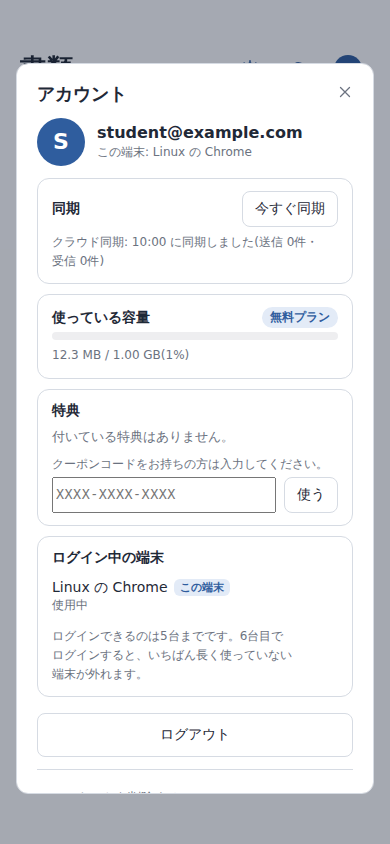 アカウント
S
student@example.com
この端末: Linux の Chrome
同期
今すぐ同期
クラウド同期: 10:00 に同期しました(送信 0件・
受信 0件)
使っている容量
無料プラン
12.3 MB / 1.00 GB(1%)
特典
付いている特典はありません。
クーポンコードをお持ちの方は入力してください。
XXXX-XXXX-XXXX
使う
ログイン中の端末
Linux の Chrome
この端末
使用中
ログインできるのは5台までです。6台目で
ログインすると、いちばん長く使っていない
端末が外れます。
ログアウト